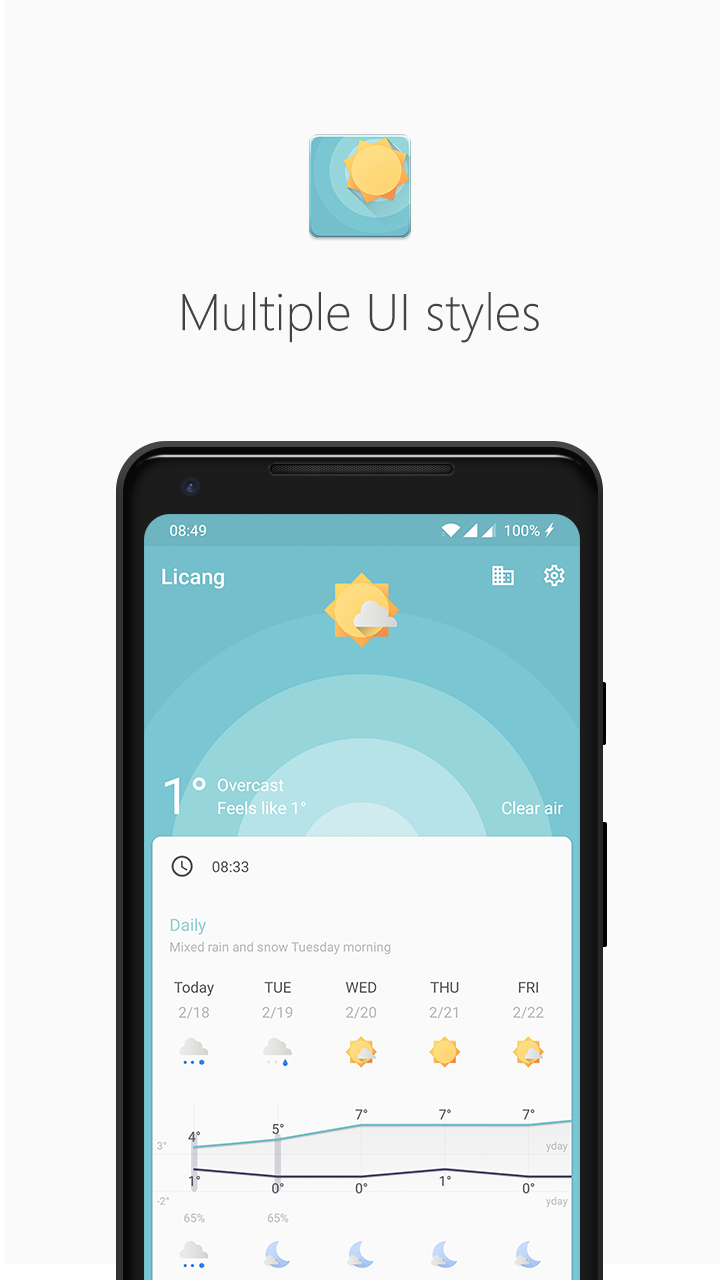 Multiple UI styles
08:49
100%
Licang
1°
Overcast
Feels like 1°
Clear air
08:33
Daily
Mixed rain and snow Tuesday morning
Today TUE WED THU FRI
2/18 2/19 2/20 2/21 2/22
4° 5° 7° 7° 7°
3° yday
1° 0° 0° 1° 0°
-2° yday
65% 65%